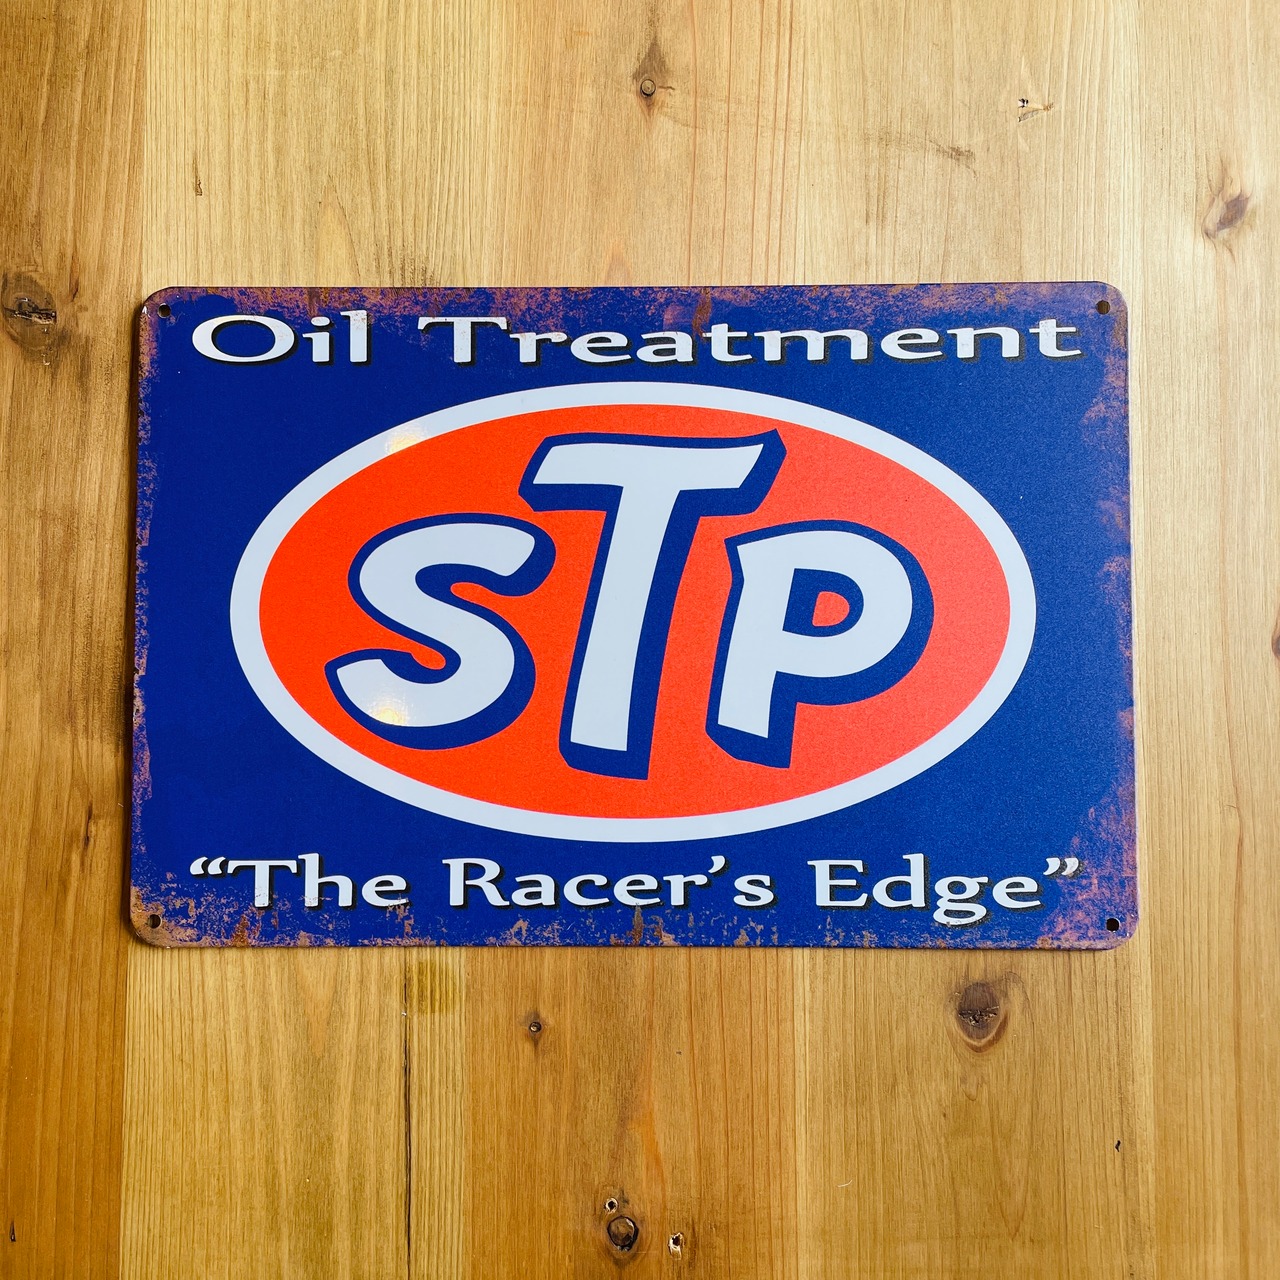 Oil Treatment
STP
“The Racer’s Edge”